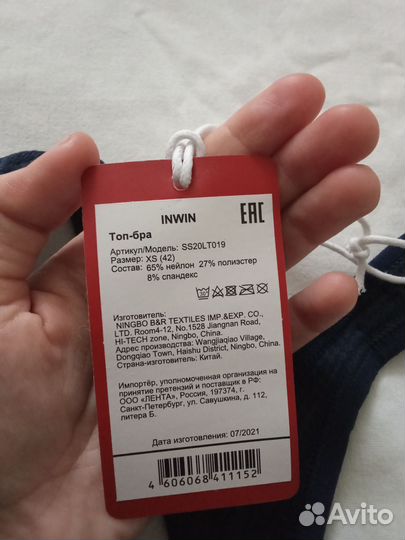 INWIN
EAC
Топ-бра
Артикул/Модель: SS20LT019
Размер: XS (42)
Состав: 65% нейлон 27% полиэстер
8% спандекс
Изготовитель:
NINGBO B&R TEXTILES IMP.&EXP. CO.,
LTD. Room4-12, No.1528 Jiangnan Road,
HI-TECH zone, Ningbo, China.
Адрес производства: Wangjiaqiao Village,
Dongqiao Town, Haishu District, Ningbo, China.
Страна-изготовитель: Китай.
Импортёр, уполномоченная организация на
принятие претензий и поставщик в РФ:
ООО «ЛЕНТА», Россия, 197374, г.
Санкт-Петербург, ул. Савушкина, д. 112,
литера Б.
Дата изготовления: 07/2021
4 606068 411152
Avito